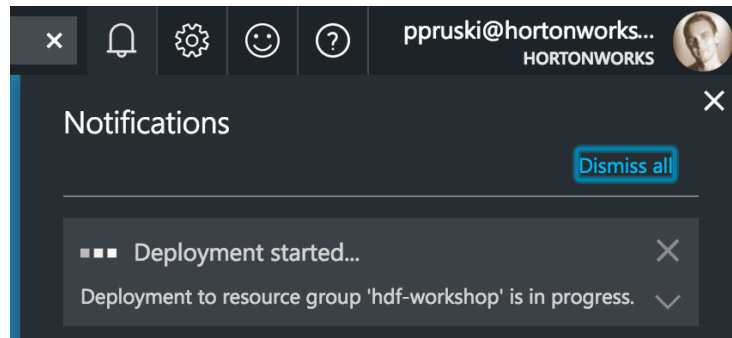 ppruski@hortonworks...
HORTONWORKS
Notifications
Dismiss all
Deployment started...
Deployment to resource group 'hdf-workshop' is in progress.